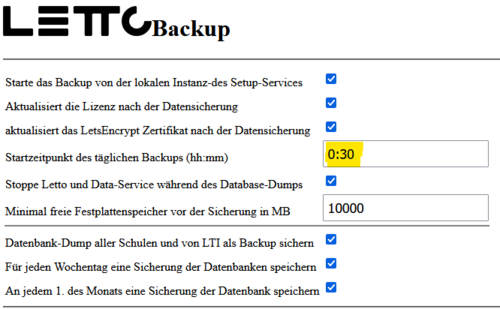 LETTO Backup
Starte das Backup von der lokalen Instanz-des Setup-Services
Aktualisiert die Lizenz nach der Datensicherung
aktualisiert das LetsEncrypt Zertifikat nach der Datensicherung
Startzeitpunkt des täglichen Backups (hh:mm) 0:30
Stoppe Letto und Data-Service während des Database-Dumps
Minimal freie Festplattenspeicher vor der Sicherung in MB 10000
Datenbank-Dump aller Schulen und von LTI als Backup sichern
Für jeden Wochentag eine Sicherung der Datenbanken speichern
An jedem 1. des Monats eine Sicherung der Datenbank speichern